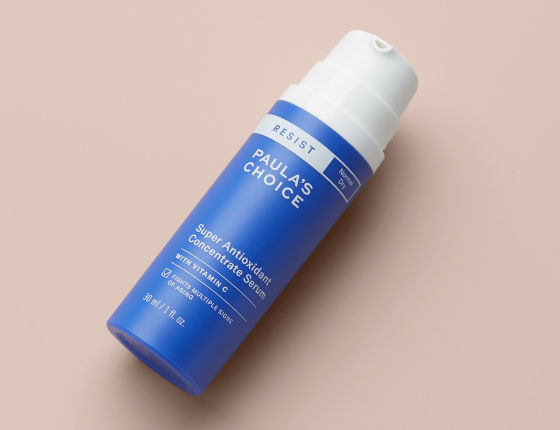 RESIST
Normal
Dry
PAULA'S
CHOICE
Super Antioxidant
Concentrate Serum
WITH VITAMIN C
FIGHTS MULTIPLE SIGNS
OF AGING
30 ml / 1 fl. oz.